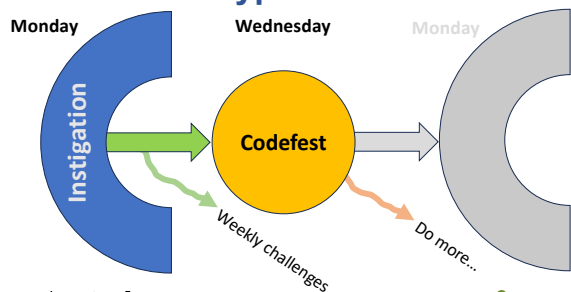 Monday
Wednesday
Monday
Instigation
Codefest
Weekly challenges
Do more...